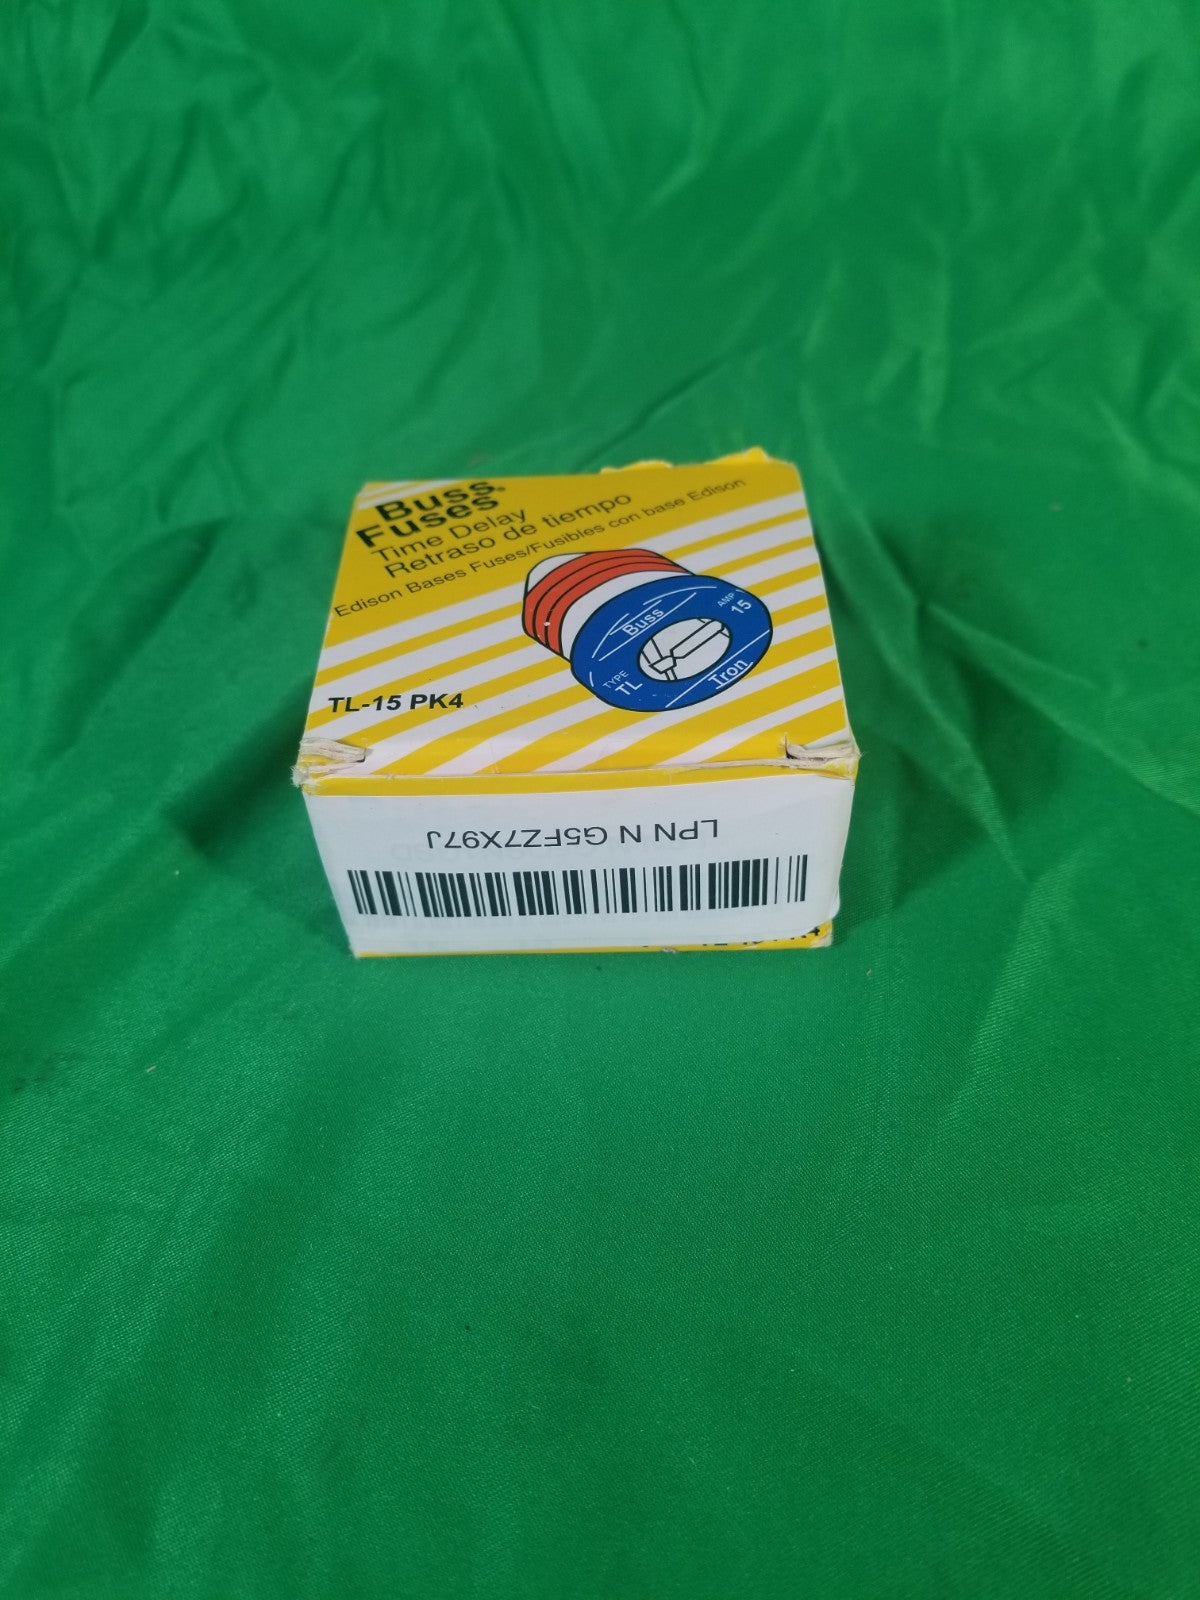 Buss®
Fuses
Time Delay
Retraso de tiempo
Edison Bases Fuses/Fusibles con base Edison
Buss
AMP
15
TYPE
TL
Tron
TL-15 PK4
LPN N G5FZ7X97J
PK4